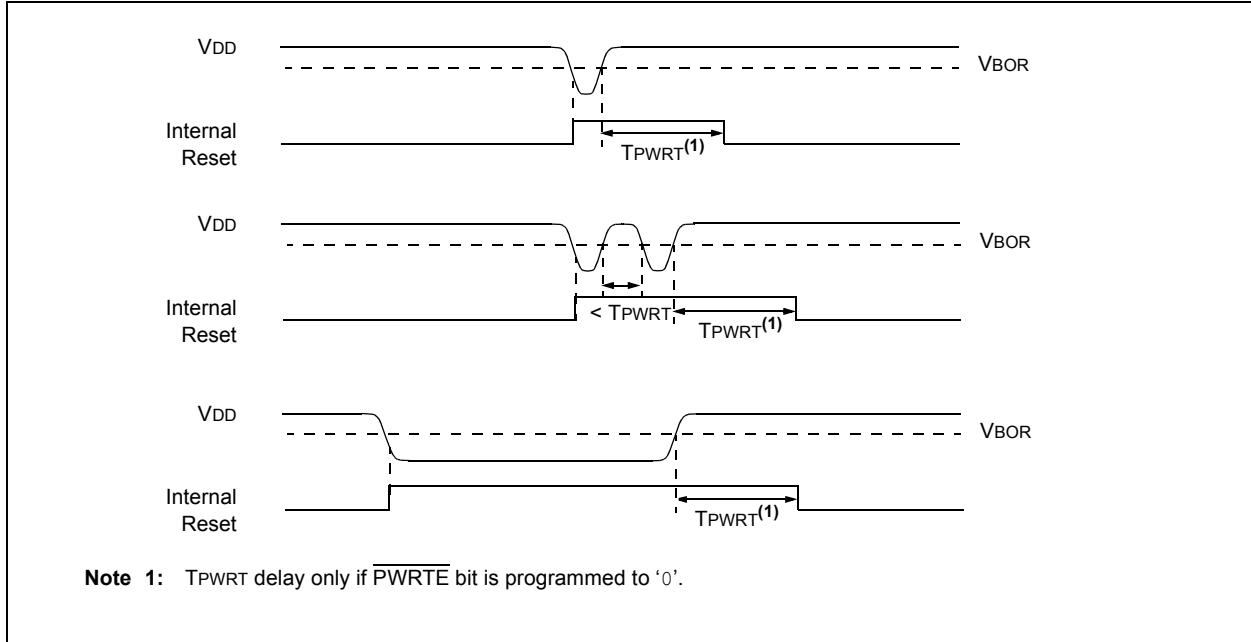 VDD
VBOR
Internal
Reset
TPWRT(1)
VDD
VBOR
Internal
Reset
< TPWRT
TPWRT(1)
VDD
VBOR
Internal
Reset
TPWRT(1)
Note 1: TPWRT delay only if P̅W̅R̅T̅E̅ bit is programmed to ‘0’.